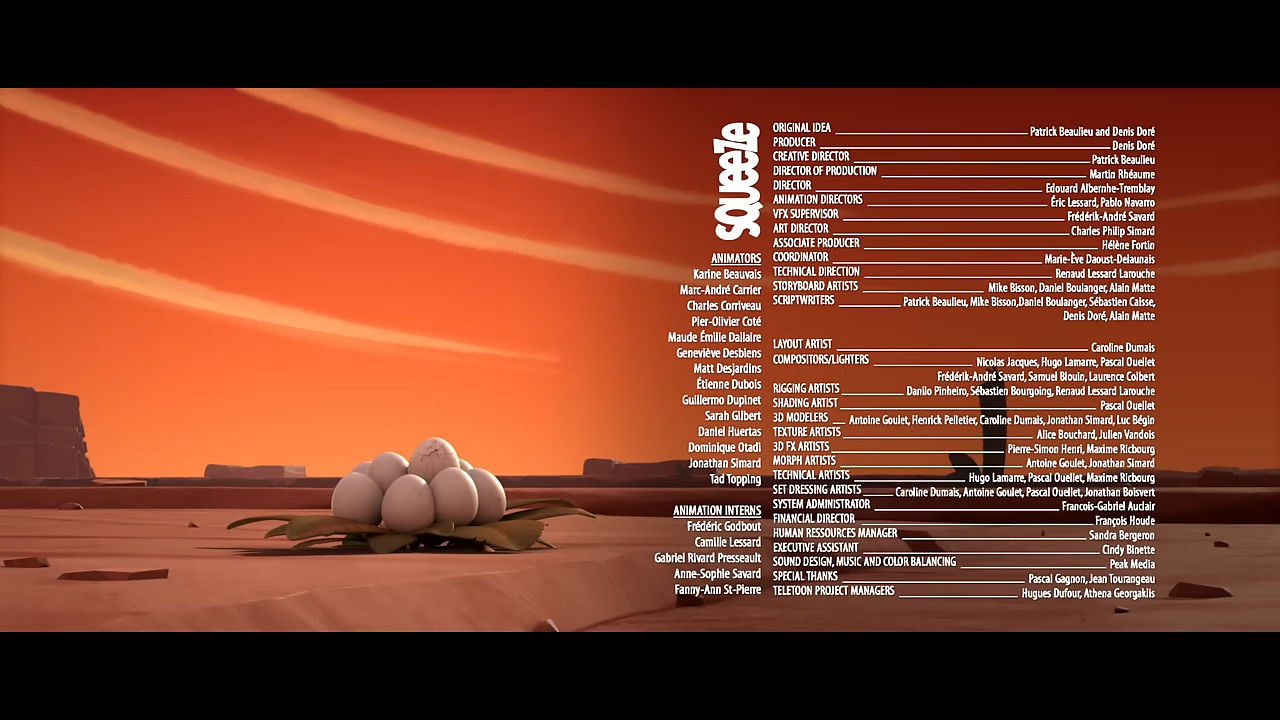 squeeze
ANIMATORS
Karine Beauvais
Marc-André Carrier
Charles Corriveau
Pier-Olivier Coté
Maude Émilie Dallaire
Geneviève Desbiens
Matt Desjardins
Étienne Dubois
Guillermo Dupinet
Sarah Gilbert
Daniel Huertas
Dominique Otadi
Jonathan Simard
Tad Topping
ANIMATION INTERNS
Frédéric Godbout
Camille Lessard
Gabriel Rivard Presseault
Anne-Sophie Savard
Fanny-Ann St-Pierre
ORIGINAL IDEA Patrick Beaulieu and Denis Doré
PRODUCER Denis Doré
CREATIVE DIRECTOR Patrick Beaulieu
DIRECTOR OF PRODUCTION Martin Rhéaume
DIRECTOR Edouard Albernhe-Tremblay
ANIMATION DIRECTORS Éric Lessard, Pablo Navarro
VFX SUPERVISOR Frédérik-André Savard
ART DIRECTOR Charles Philip Simard
ASSOCIATE PRODUCER Hélène Fortin
COORDINATOR Marie-Ève Daoust-Delaunais
TECHNICAL DIRECTION Renaud Lessard Larouche
STORYBOARD ARTISTS Mike Bisson, Daniel Boulanger, Alain Matte
SCRIPTWRITERS Patrick Beaulieu, Mike Bisson,Daniel Boulanger, Sébastien Caisse,
Denis Doré, Alain Matte
LAYOUT ARTIST Caroline Dumais
COMPOSITORS/LIGHTERS Nicolas Jacques, Hugo Lamarre, Pascal Ouellet
Frédérik-André Savard, Samuel Blouin, Laurence Colbert
RIGGING ARTISTS Danilo Pinheiro, Sébastien Bourgoing, Renaud Lessard Larouche
SHADING ARTIST Pascal Ouellet
3D MODELERS Antoine Goulet, Henrick Pelletier, Caroline Dumais, Jonathan Simard, Luc Bégin
TEXTURE ARTISTS Alice Bouchard, Julien Vandois
3D FX ARTISTS Pierre-Simon Henri, Maxime Ricbourg
MORPH ARTISTS Antoine Goulet, Jonathan Simard
TECHNICAL ARTISTS Hugo Lamarre, Pascal Ouellet, Maxime Ricbourg
SET DRESSING ARTISTS Caroline Dumais, Antoine Goulet, Pascal Ouellet, Jonathan Boisvert
SYSTEM ADMINISTRATOR Francois-Gabriel Auclair
FINANCIAL DIRECTOR François Houde
HUMAN RESSOURCES MANAGER Sandra Bergeron
EXECUTIVE ASSISTANT Cindy Binette
SOUND DESIGN, MUSIC AND COLOR BALANCING Peak Media
SPECIAL THANKS Pascal Gagnon, Jean Tourangeau
TELETOON PROJECT MANAGERS Hugues Dufour, Athena Georgaklis